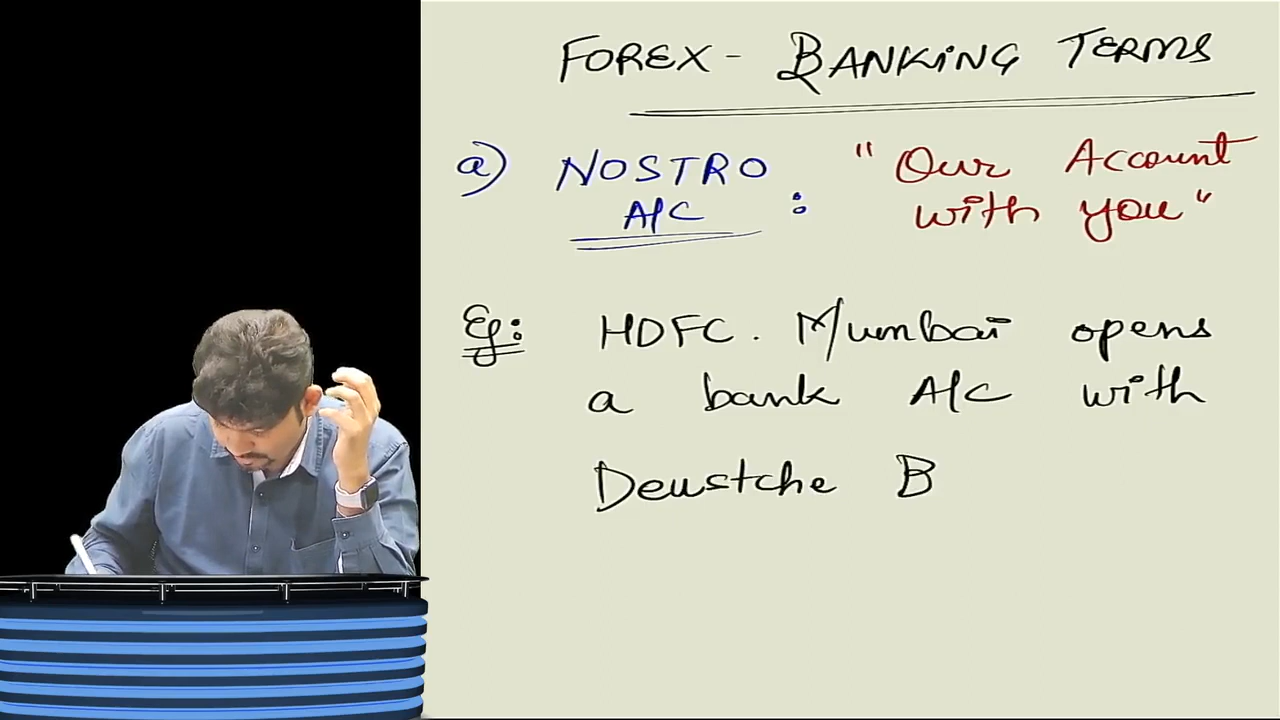 FOREX - BANKING TERMS
a) NOSTRO A/C : "Our Account with you"
Eg: HDFC. Mumbai opens
a bank A/C with
Deustche B